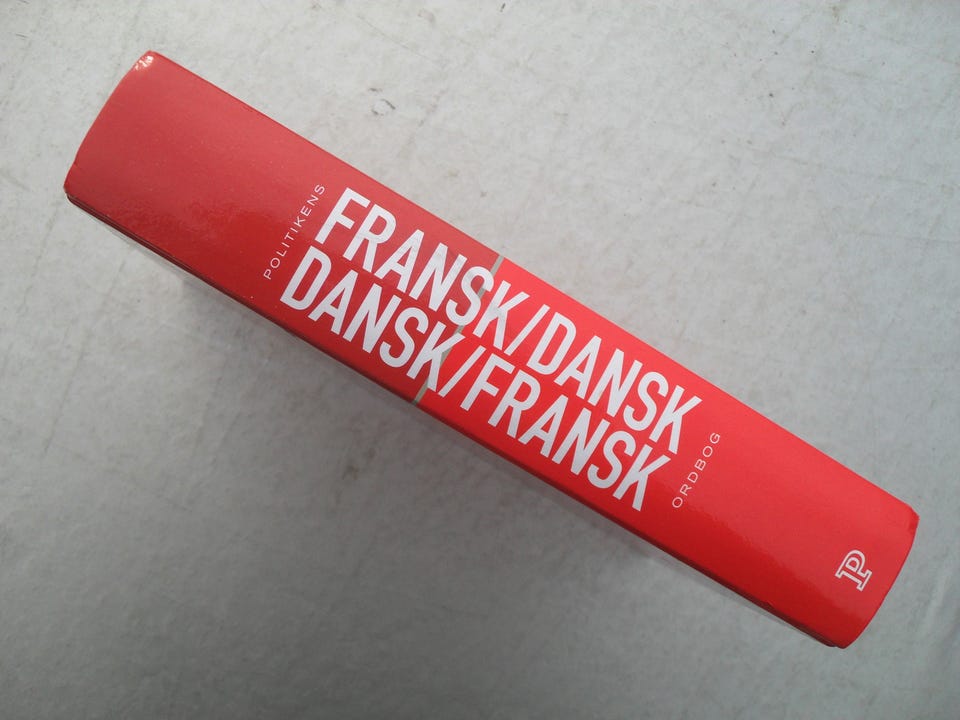 POLITIKENS
FRANSK/DANSK
DANSK/FRANSK
ORDBOG
P